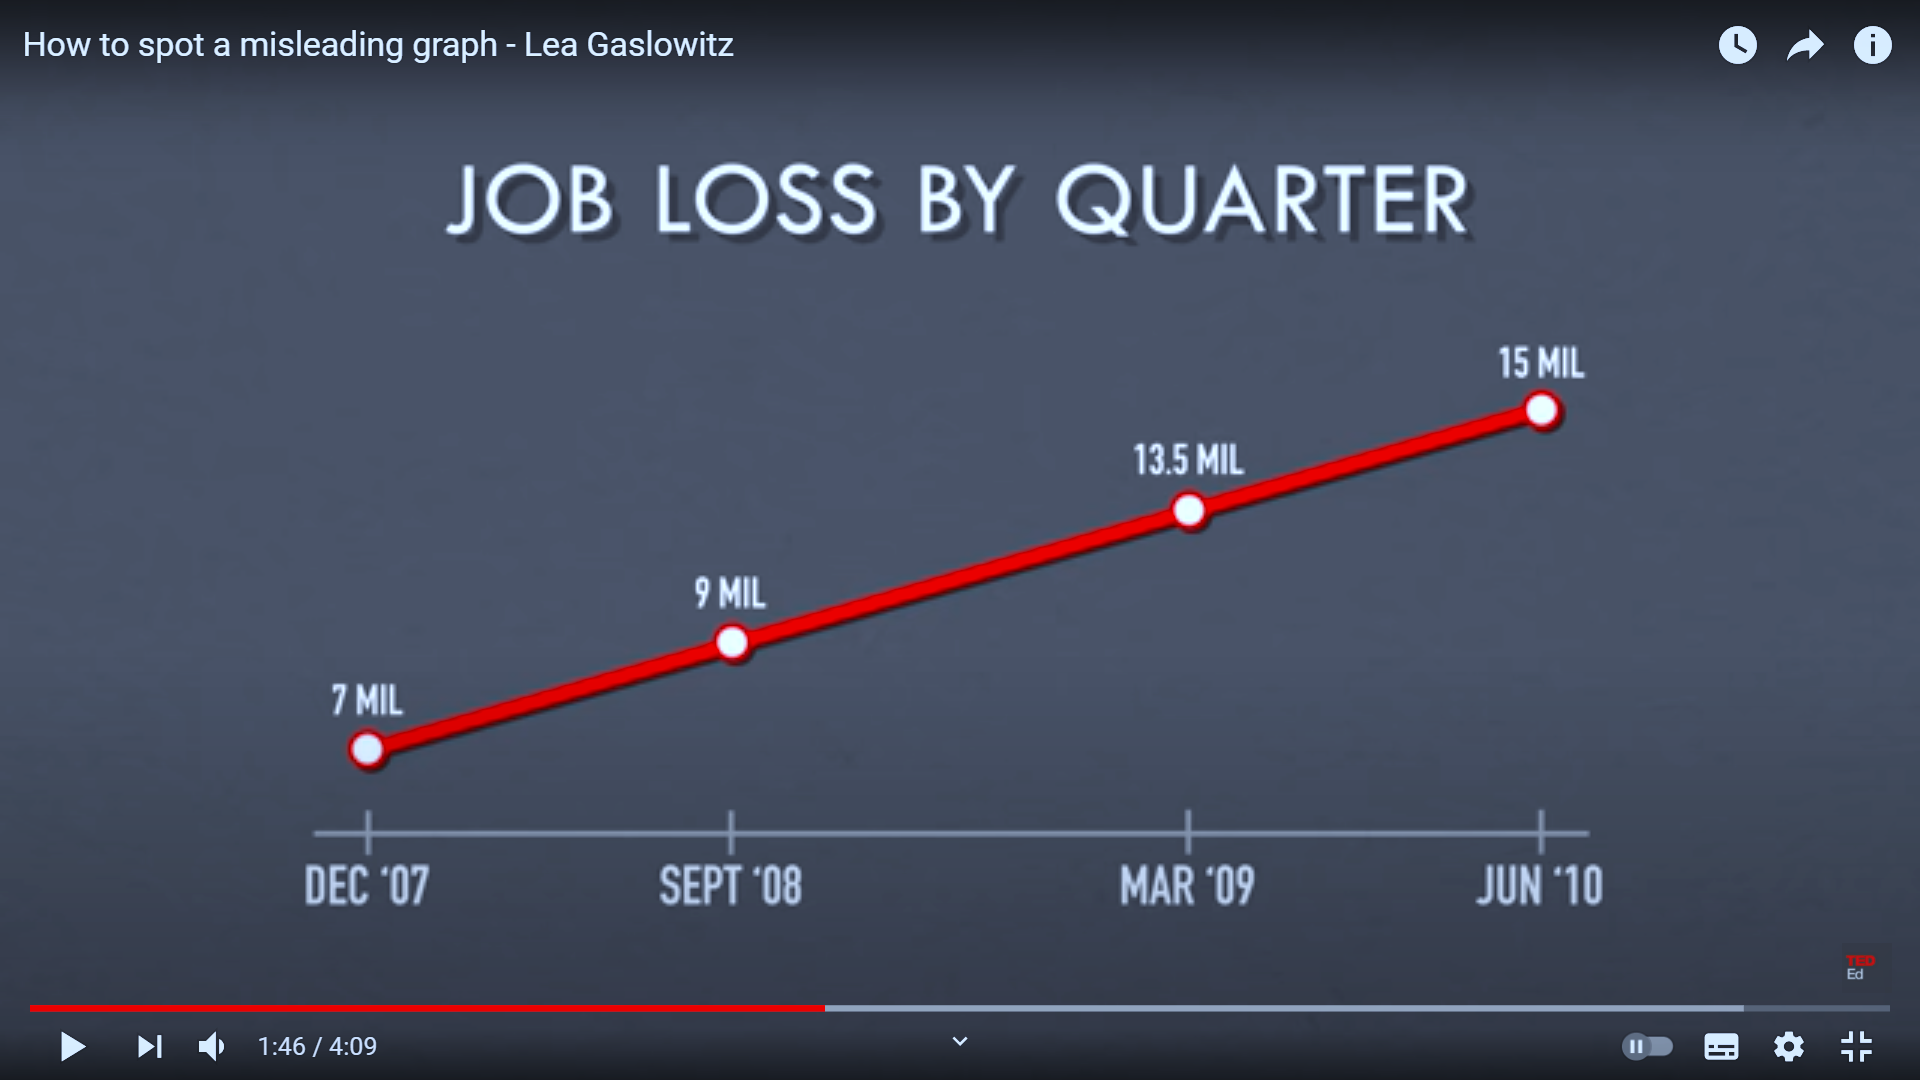 How to spot a misleading graph - Lea Gaslowitz
JOB LOSS BY QUARTER
15 MIL
13.5 MIL
9 MIL
7 MIL
DEC ‘07 SEPT ‘08 MAR ‘09 JUN ‘10
TED
Ed
1:46 / 4:09